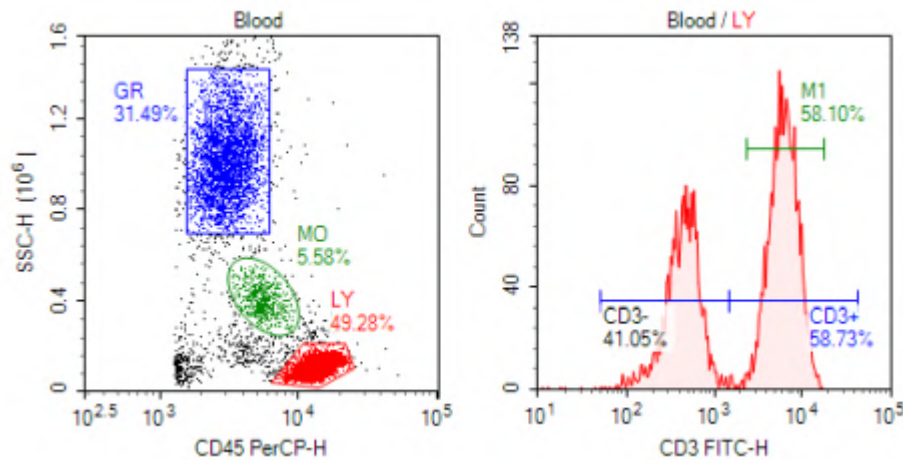 Blood
1.6
1.2
0.8
0.4
0
SSC-H (10^6)
GR
31.49%
MO
5.58%
LY
49.28%
10^2.5
10^3
10^4
10^5
CD45 PerCP-H
Blood / LY
138
80
40
0
Count
M1
58.10%
CD3-
41.05%
CD3+
58.73%
10^1
10^2
10^3
10^4
10^5
CD3 FITC-H